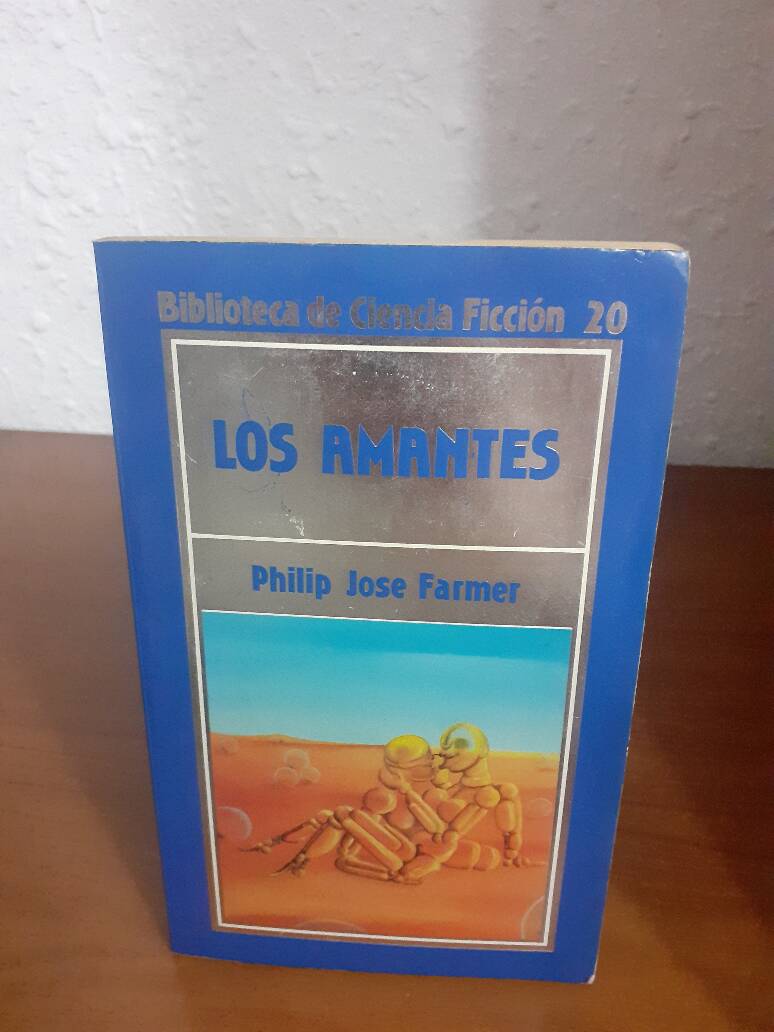 Biblioteca de Ciencia Ficción 20
LOS AMANTES
Philip Jose Farmer